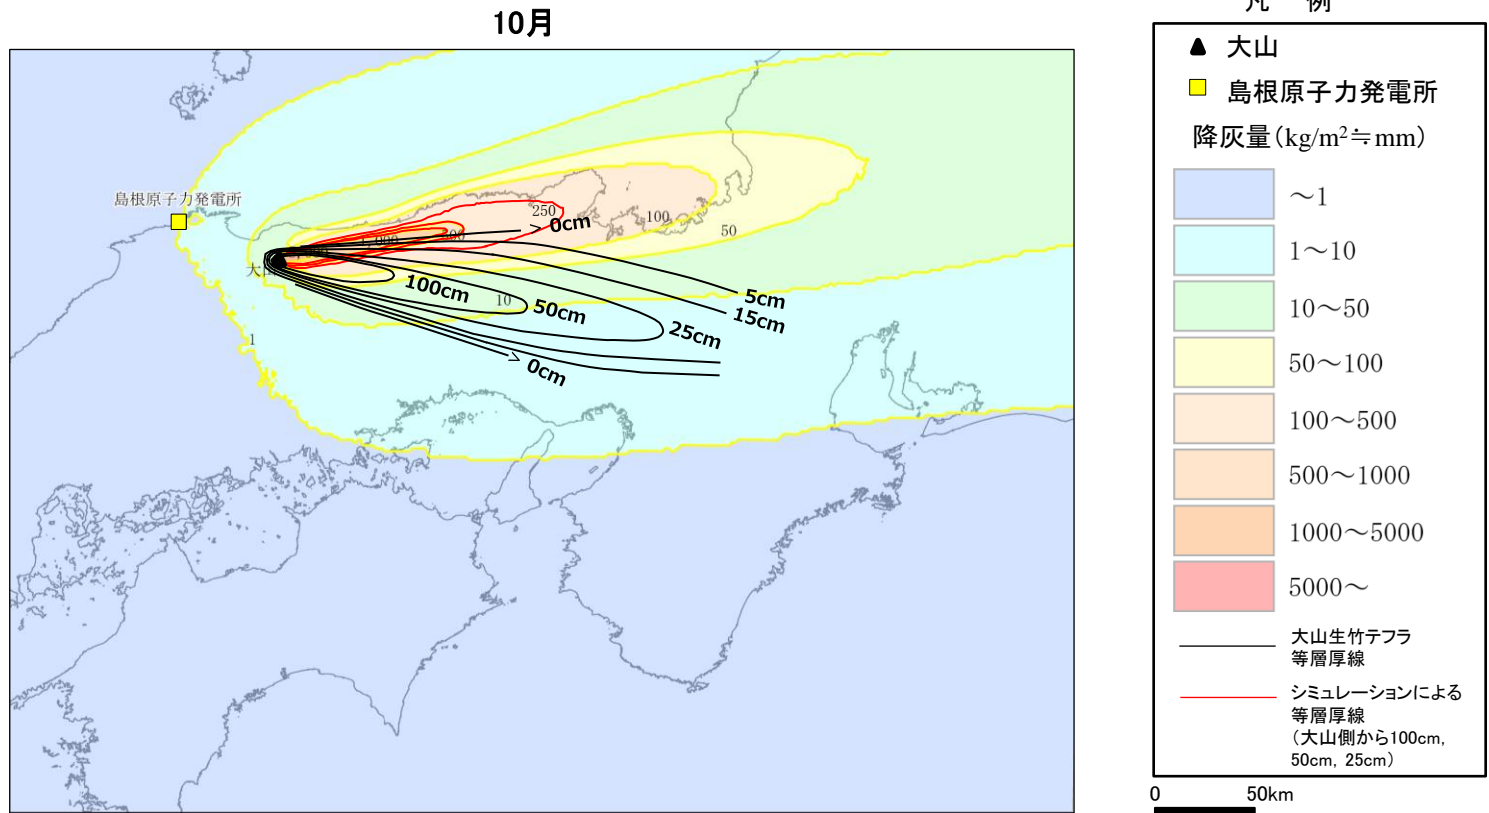 10月
凡 例
大山
島根原子力発電所
降灰量(kg/m²≒mm)
～1
1～10
10～50
50～100
100～500
500～1000
1000～5000
5000～
大山生竹テフラ
等層厚線
シミュレーションによる
等層厚線
(大山側から100cm,
50cm, 25cm)
0 50km
島根原子力発電所
250
> 0cm
100
50
大山
100cm
10
50cm
25cm
5cm
15cm
> 0cm
1